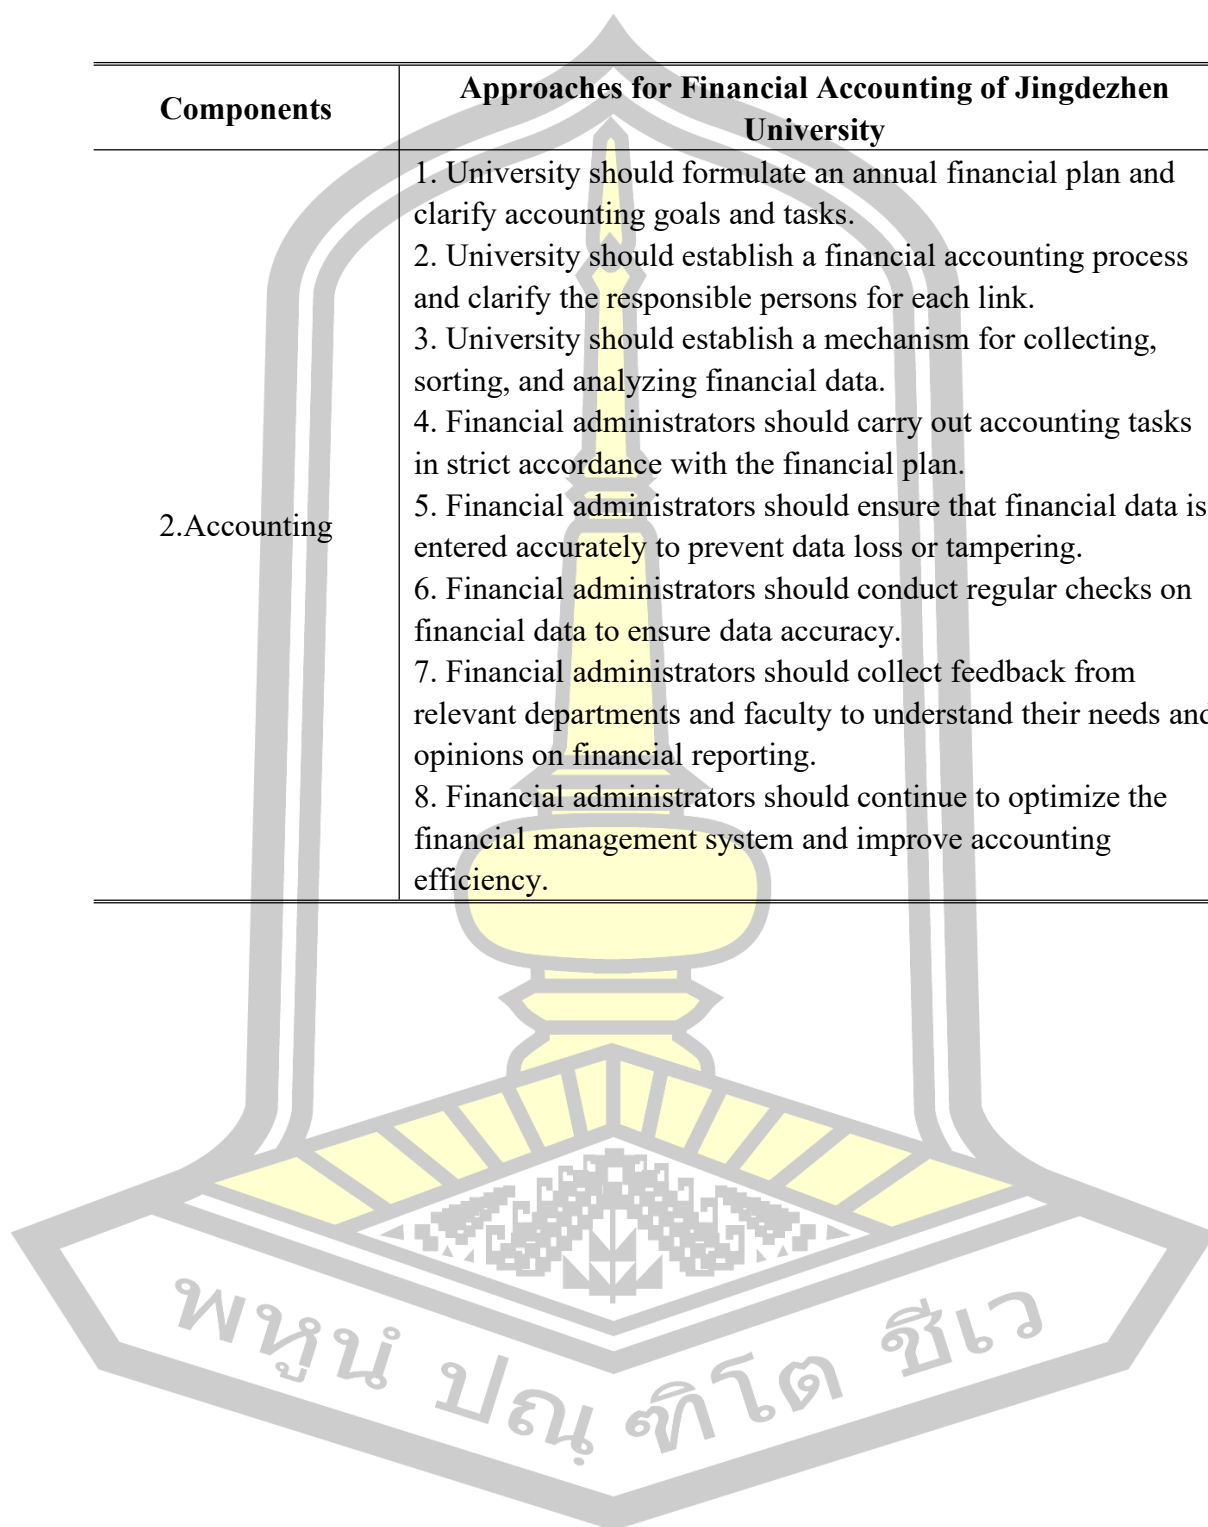 Components
Approaches for Financial Accounting of Jingdezhen
University
2.Accounting
1. University should formulate an annual financial plan and
clarify accounting goals and tasks.
2. University should establish a financial accounting process
and clarify the responsible persons for each link.
3. University should establish a mechanism for collecting,
sorting, and analyzing financial data.
4. Financial administrators should carry out accounting tasks
in strict accordance with the financial plan.
5. Financial administrators should ensure that financial data is
entered accurately to prevent data loss or tampering.
6. Financial administrators should conduct regular checks on
financial data to ensure data accuracy.
7. Financial administrators should collect feedback from
relevant departments and faculty to understand their needs and
opinions on financial reporting.
8. Financial administrators should continue to optimize the
financial management system and improve accounting
efficiency.
พหูนํ ปณฺ ฑิโต ชีเว